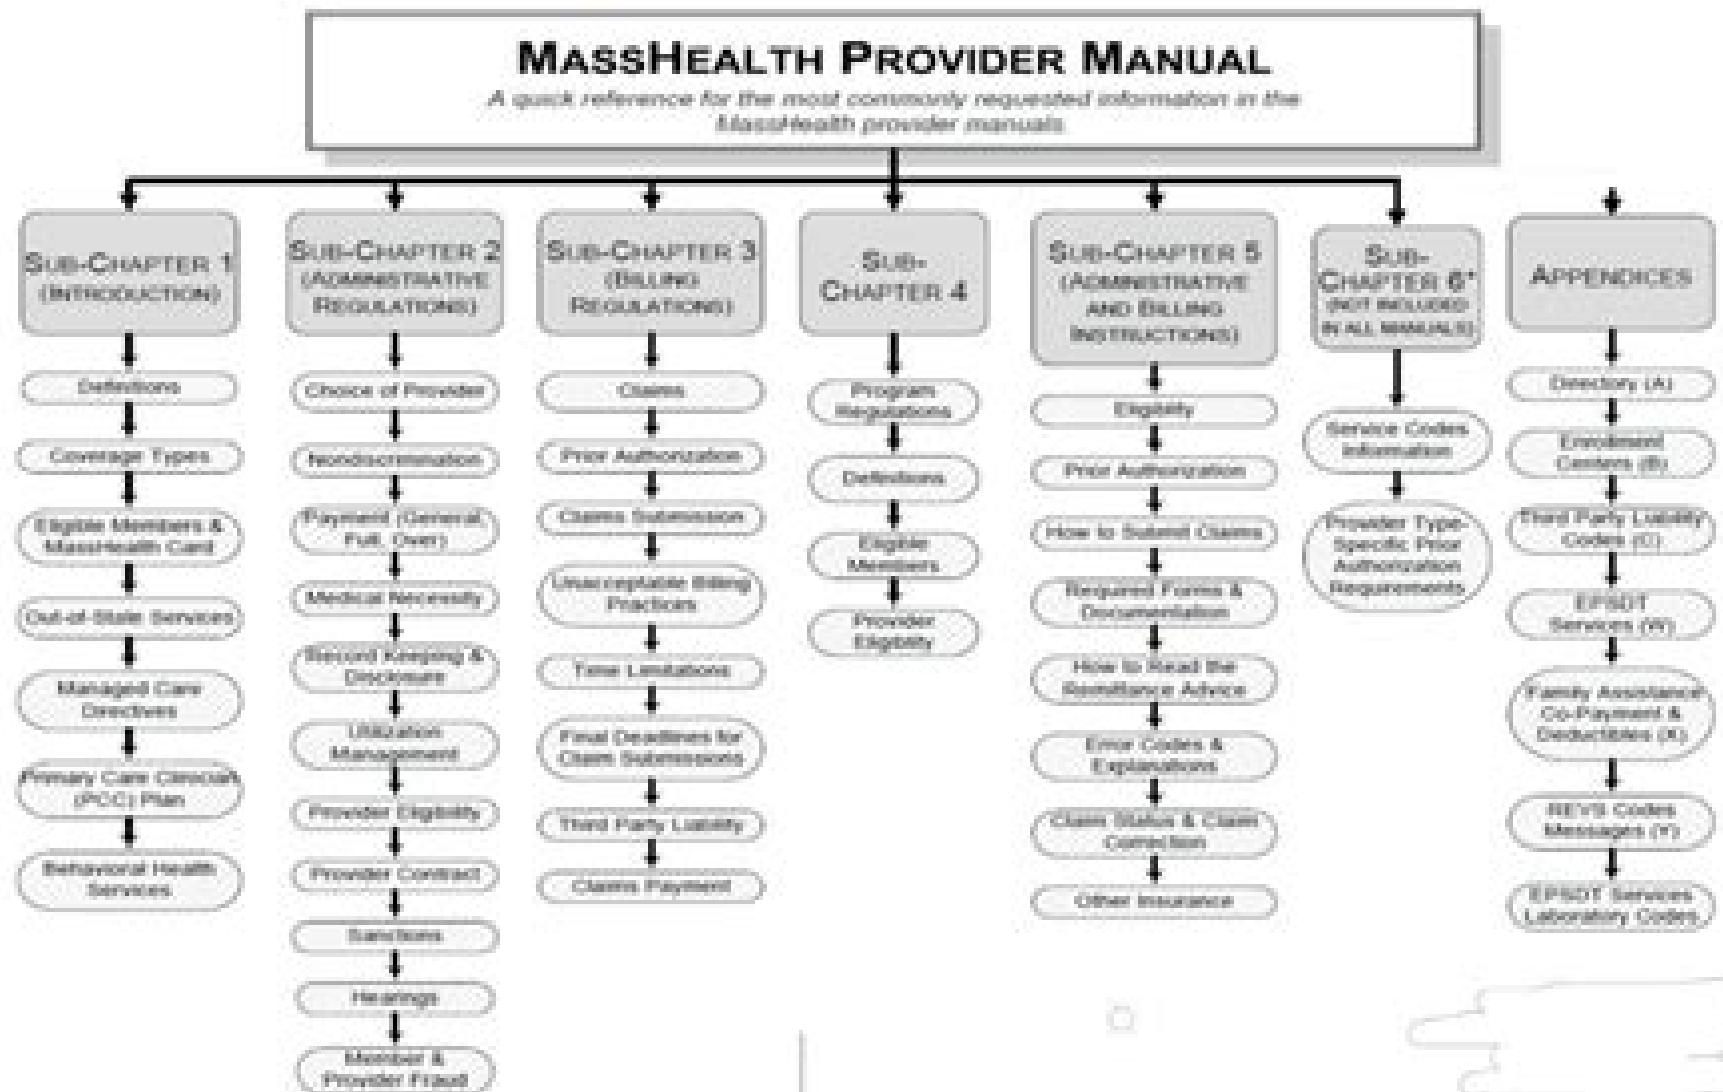 MASSHEALTH PROVIDER MANUAL
A quick reference for the most commonly requested information in the
MassHealth provider manuals.
SUB-CHAPTER 1
(INTRODUCTION)
Definitions
Coverage Types
Eligible Members &
MassHealth Card
Out-of-State Services
Managed Care
Directives
Primary Care Clinician
(PCC) Plan
Behavioral Health
Services
SUB-CHAPTER 2
(ADMINISTRATIVE
REGULATIONS)
Choice of Provider
Nondiscrimination
Payment (General,
Full, Over)
Medical Necessity
Record Keeping &
Disclosure
Utilization
Management
Provider Eligibility
Provider Contract
Sanctions
Hearings
Member &
Provider Fraud
SUB-CHAPTER 3
(BILLING
REGULATIONS)
Claims
Prior Authorization
Claims Submission
Unacceptable Billing
Practices
Time Limitations
Final Deadlines for
Claim Submissions
Third Party Liability
Claims Payment
SUB-
CHAPTER 4
Program
Regulations
Definitions
Eligible
Members
Provider
Eligibility
SUB-CHAPTER 5
(ADMINISTRATIVE
AND BILLING
INSTRUCTIONS)
Eligibility
Prior Authorization
How to Submit Claims
Required Forms &
Documentation
How to Read the
Remittance Advice
Error Codes &
Explanations
Claim Status & Claim
Correction
Other Insurance
SUB-
CHAPTER 6*
(NOT INCLUDED
IN ALL MANUALS)
Service Codes
Information
Provider Type-
Specific Prior
Authorization
Requirements
APPENDICES
Directory (A)
Enrollment
Centers (B)
Third Party Liability
Codes (C)
EPSDT
Services (W)
Family Assistance
Co-Payment &
Deductibles (X)
REVS Codes
Messages (Y)
EPSDT Services
Laboratory Codes